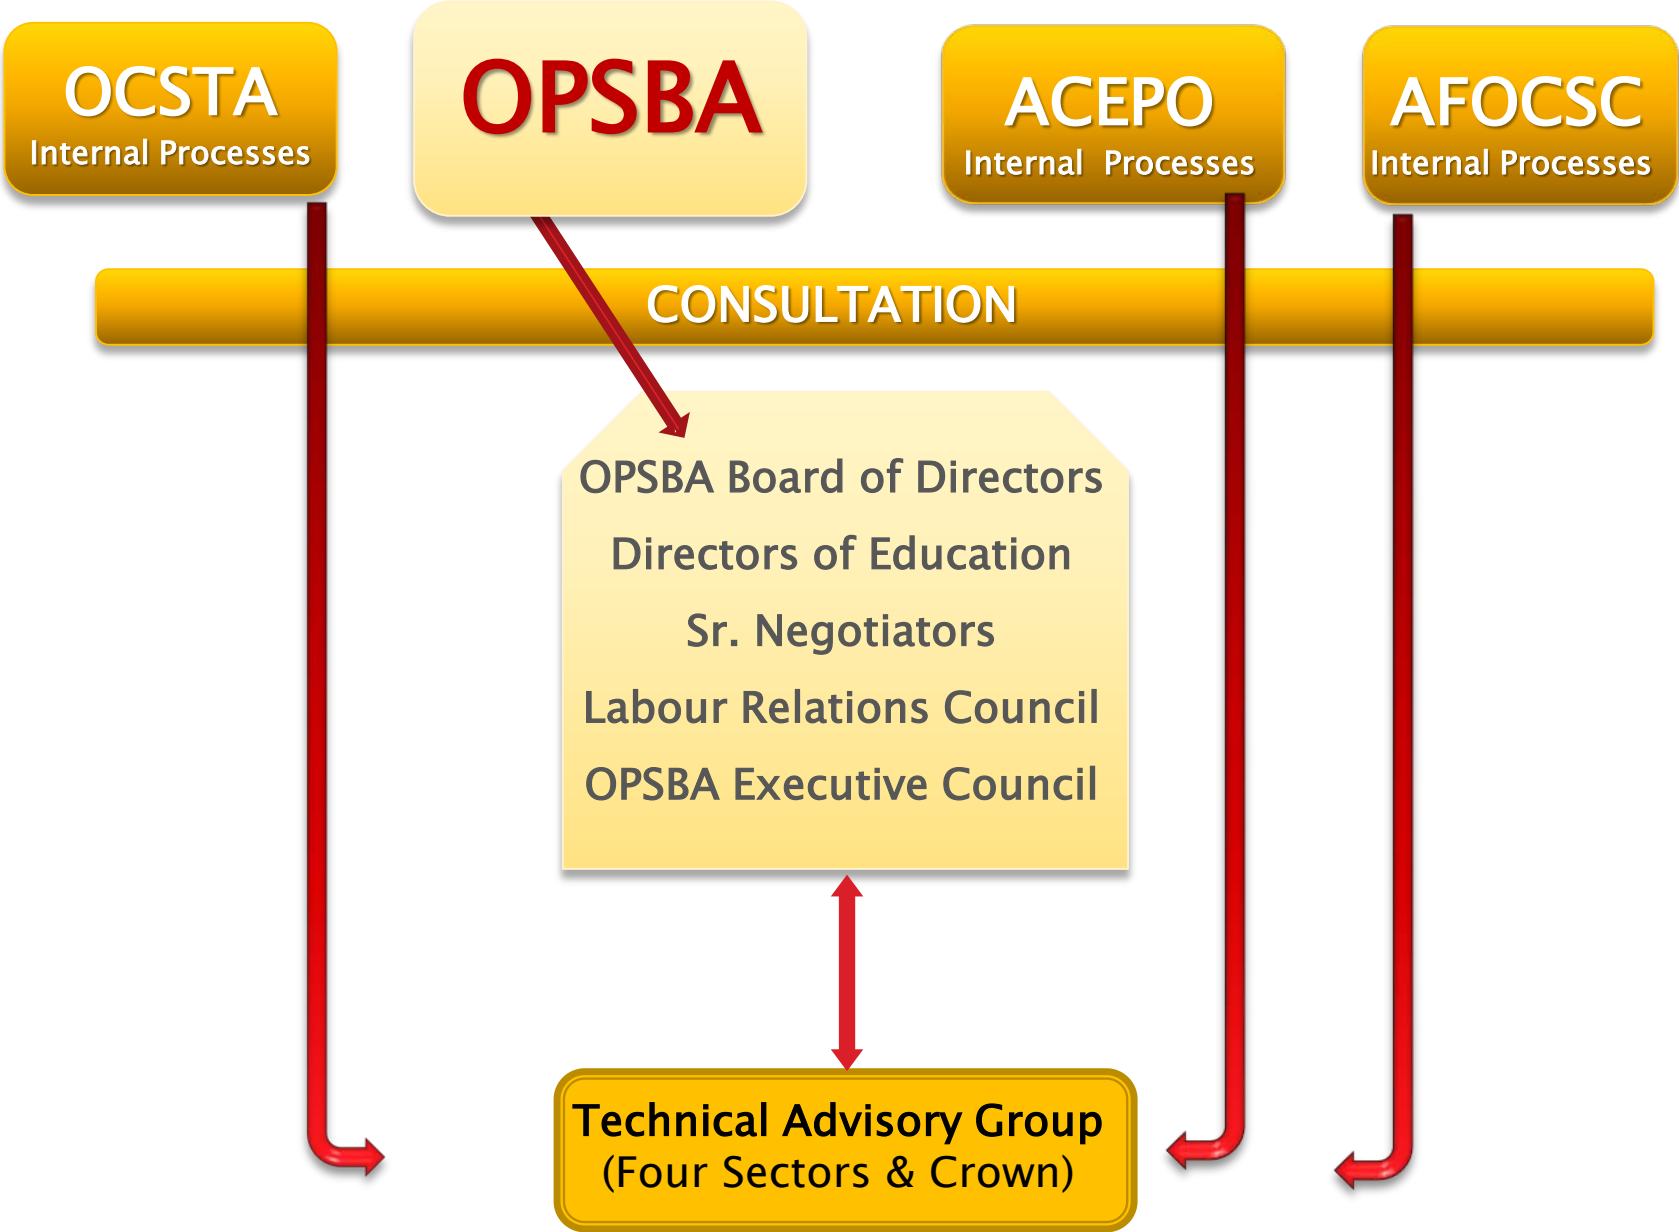 OCSTA
Internal Processes
OPSBA
ACEPO
Internal Processes
AFOCSC
Internal Processes
CONSULTATION
OPSBA Board of Directors
Directors of Education
Sr. Negotiators
Labour Relations Council
OPSBA Executive Council
Technical Advisory Group
(Four Sectors & Crown)